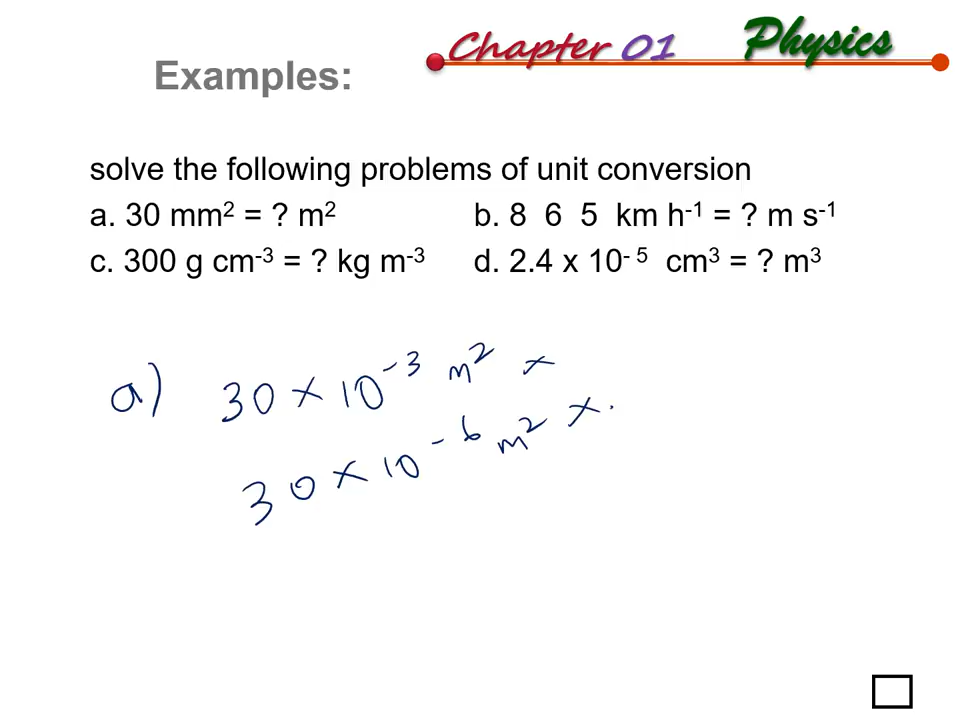 Chapter 01 Physics
Examples:
solve the following problems of unit conversion
a. 30 mm² = ? m² b. 8 6 5 km h⁻¹ = ? m s⁻¹
c. 300 g cm⁻³ = ? kg m⁻³ d. 2.4 x 10⁻ ⁵ cm³ = ? m³
a) 30 × 10⁻³ m² ×
30 × 10⁻⁶ m² ×